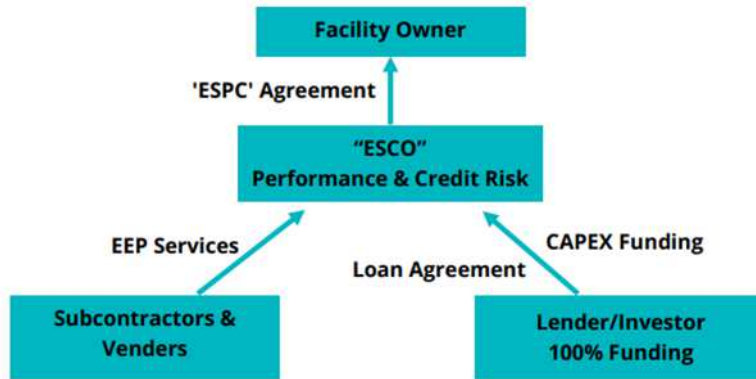 Facility Owner
'ESPC' Agreement
“ESCO”
Performance & Credit Risk
EEP Services
CAPEX Funding
Loan Agreement
Subcontractors &
Venders
Lender/Investor
100% Funding